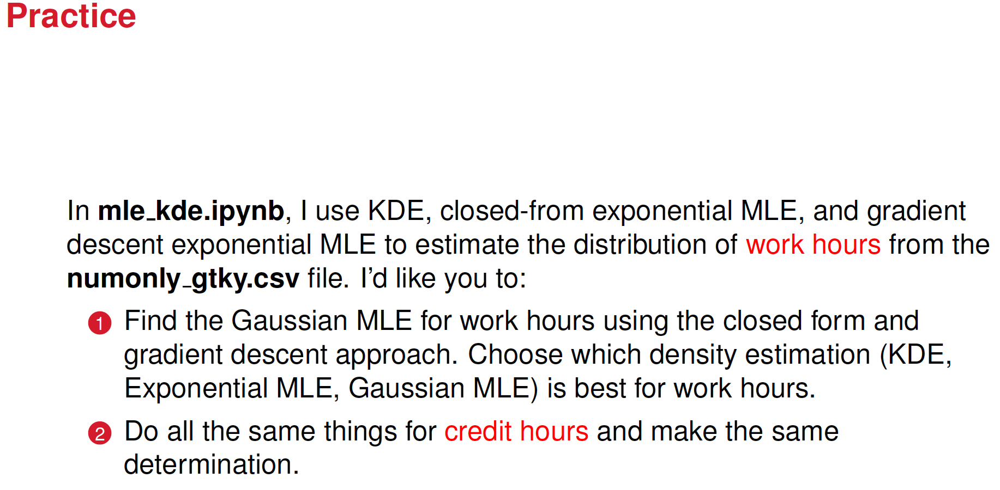 Practice
In mle_kde.ipynb, I use KDE, closed-from exponential MLE, and gradient
descent exponential MLE to estimate the distribution of work hours from the
numonly_gtky.csv file. I'd like you to:
1 Find the Gaussian MLE for work hours using the closed form and
gradient descent approach. Choose which density estimation (KDE,
Exponential MLE, Gaussian MLE) is best for work hours.
2 Do all the same things for credit hours and make the same
determination.